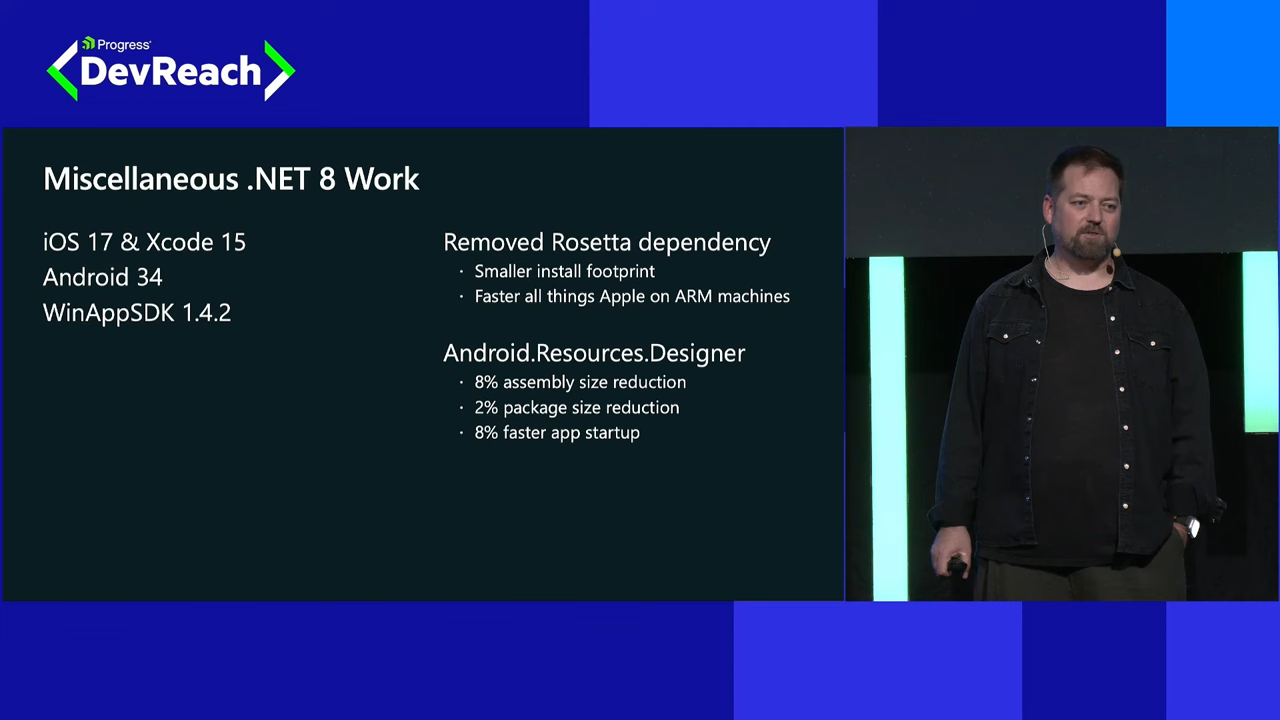 Progress
DevReach
Miscellaneous .NET 8 Work
iOS 17 & Xcode 15
Android 34
WinAppSDK 1.4.2
Removed Rosetta dependency
· Smaller install footprint
· Faster all things Apple on ARM machines
Android.Resources.Designer
· 8% assembly size reduction
· 2% package size reduction
· 8% faster app startup